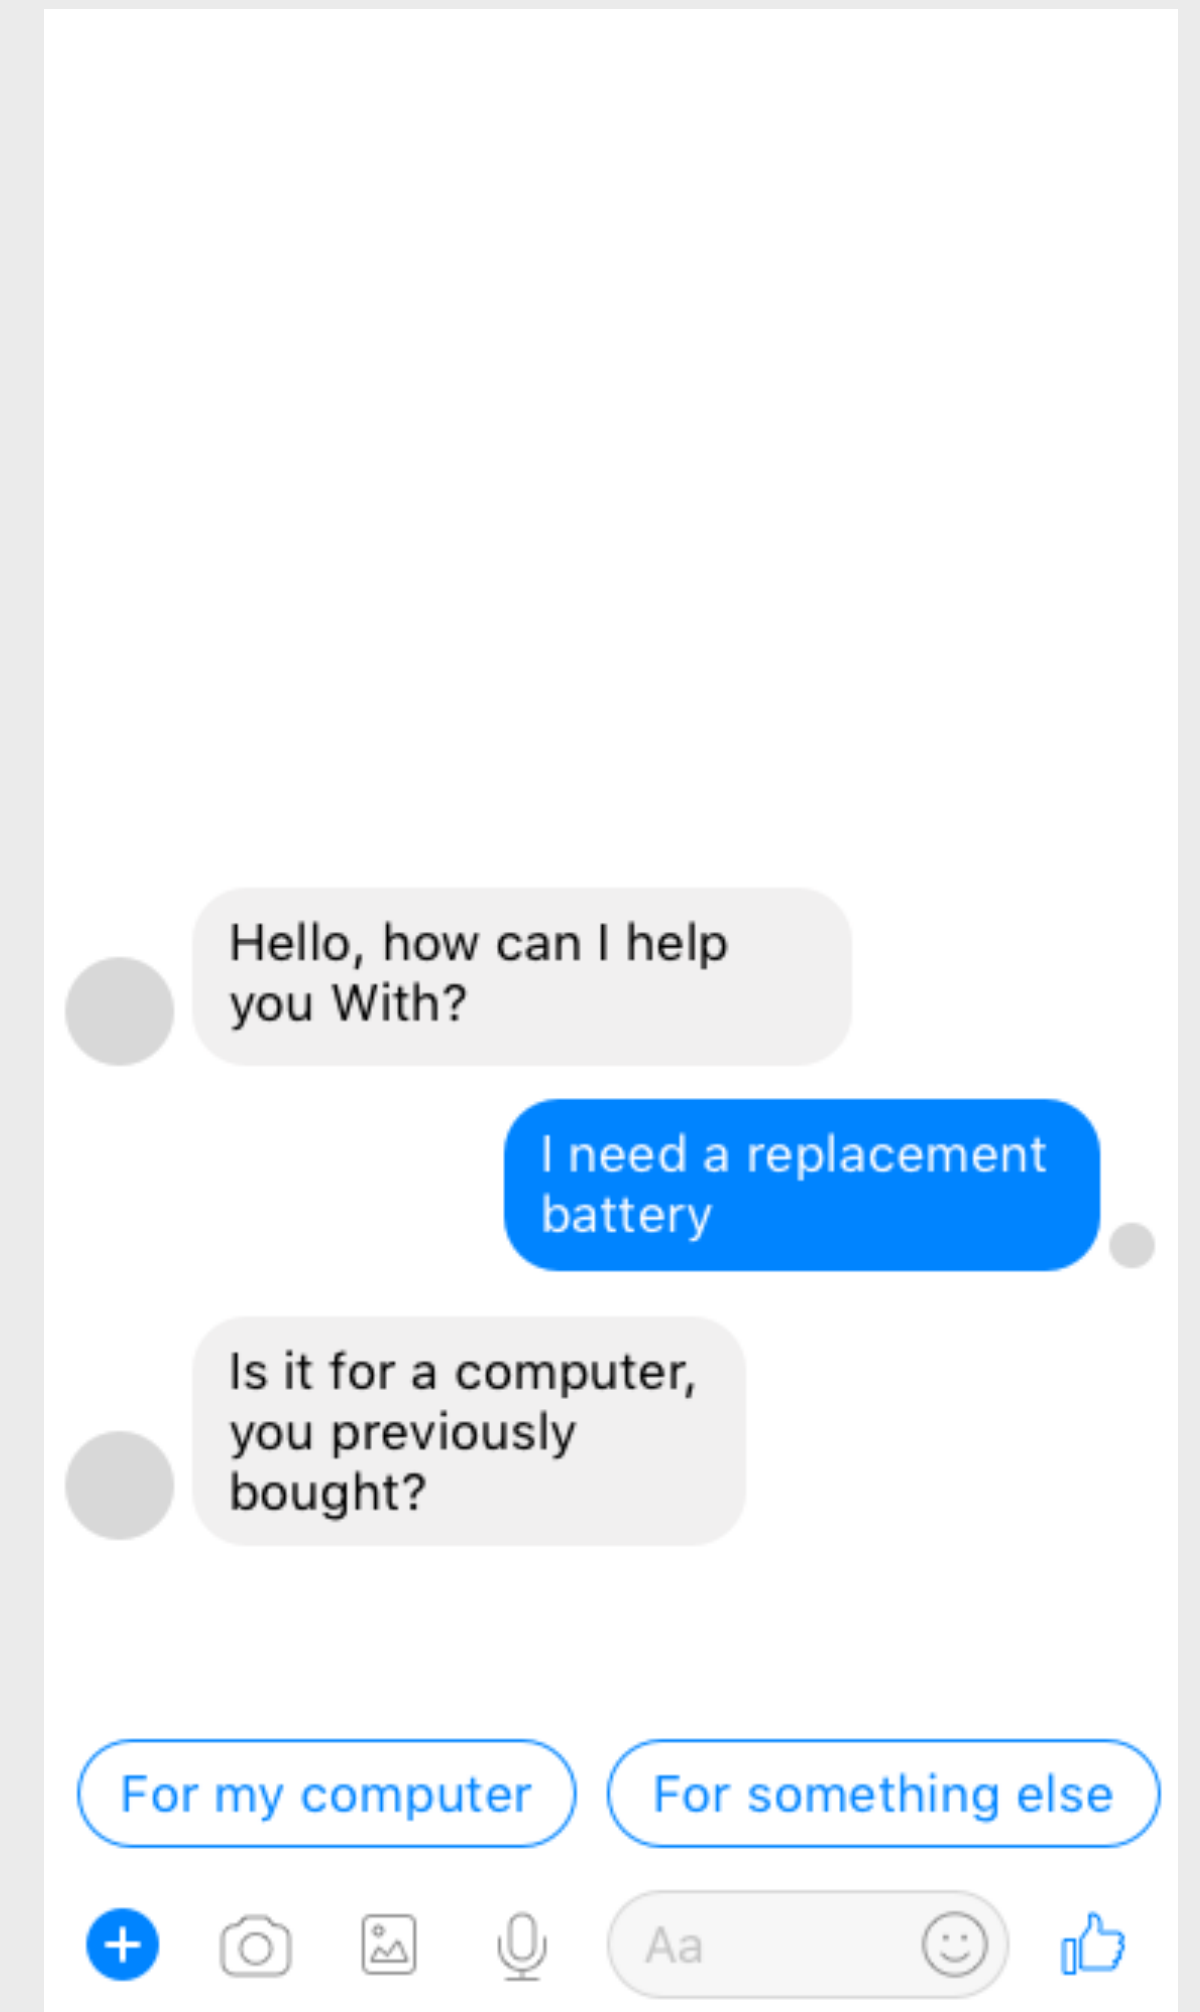 Hello, how can I help
you With?
I need a replacement
battery
Is it for a computer,
you previously
bought?
For my computer
For something else
Aa